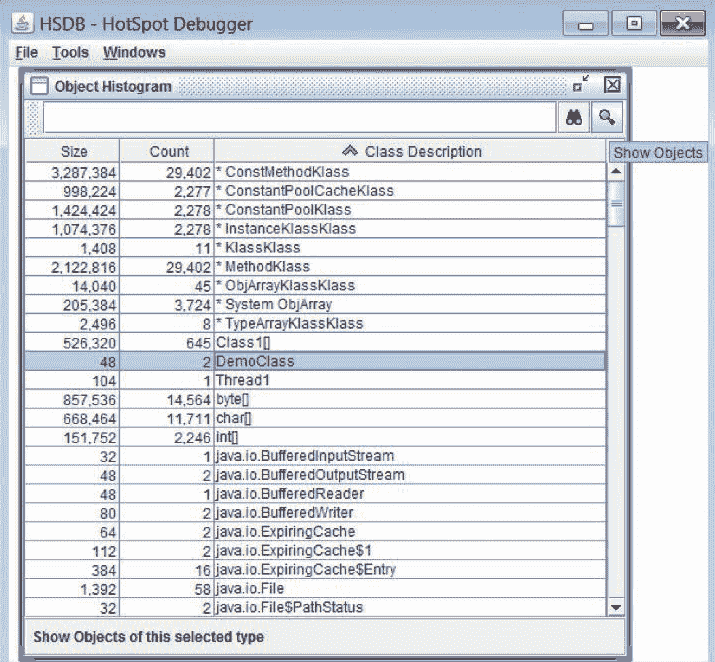 HSDB - HotSpot Debugger
File Tools Windows
Object Histogram
Size Count Class Description
Show Objects
3,287,384 29,402 * ConstMethodKlass
998,224 2,277 * ConstantPoolCacheKlass
1,424,424 2,278 * ConstantPoolKlass
1,074,376 2,278 * InstanceKlassKlass
1,408 11 * KlassKlass
2,122,816 29,402 * MethodKlass
14,040 45 * ObjArrayKlassKlass
205,384 3,724 * System ObjArray
2,496 8 * TypeArrayKlassKlass
526,320 645 Class1[]
48 2 DemoClass
104 1 Thread1
857,536 14,564 byte[]
668,464 11,711 char[]
151,752 2,246 int[]
32 1 java.io.BufferedInputStream
48 2 java.io.BufferedOutputStream
48 1 java.io.BufferedReader
80 2 java.io.BufferedWriter
64 2 java.io.ExpiringCache
112 2 java.io.ExpiringCache$1
384 16 java.io.ExpiringCache$Entry
1,392 58 java.io.File
32 2 java.io.File$PathStatus
Show Objects of this selected type